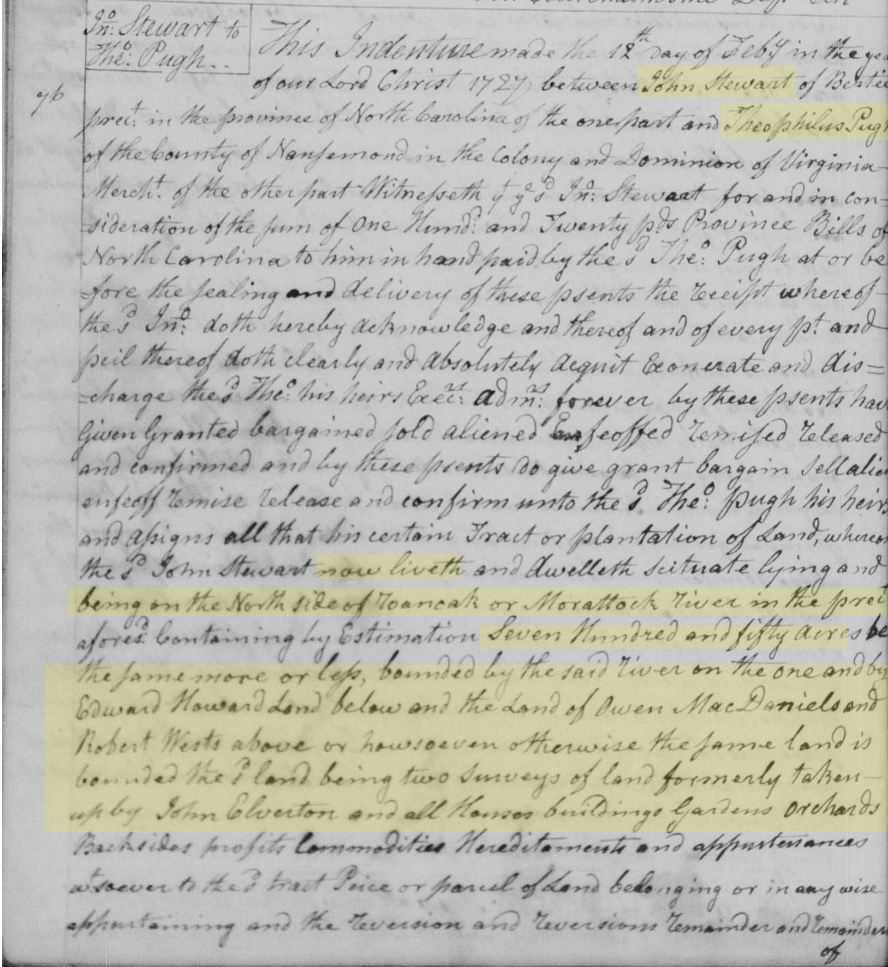 Jnº. Stewart to
Theº. Pugh..
This Indenture made the 12th day of Feby in the yea
of our Lord Christ 1727 between John Stewart of Bertie
96
prect. in the province of North Carolina of the one part and Theophilus Pugh
of the County of Nansemond in the Colony and Dominion of Virginia
Mercht. of the other part Witnesseth yt ye sd Jnº. Stewart for and in con-
-sideration of the sum of One Hundd. and Twenty pds Province Bills of
North Carolina to him in hand paid by the sd Theº. Pugh at or be
-fore the sealing and delivery of these psents the receipt whereof
the sd Jnº. doth hereby acknowledge and thereof and of every pt. and
pcil thereof doth clearly and absolutely acquit Exonerate and dis=
-charge the sd Theº. his heirs Execrs. admrs. forever by these psents hav
Given Granted bargained sold aliened Enfeoffed remised released
and confirmed and by these psents do give grant bargain sell alie
enfeoff remise release and confirm unto the sd Theº. Pugh his heirs
and assigns all that his certain Tract or plantation of Land, whereon
the sd John Stewart now liveth and dwelleth scituate lying and
being on the North side of Roanoak or Morattock River in the prect
aforesd. Containing by Estimation Seven Hundred and fifty acres be
the same more or less, bounded by the said River on the one and by
Edward Howard Land below and the Land of Owen MacDaniels and
Robert Wests above or howsoeven otherwise the same land is
bounded the sd land being two surveys of land formerly taken
up by John Elverton and all Houses buildings Gardens Orchards
Backsides profits Commodities Hereditaments and appurtenances
wtsoever to the sd tract Peice or parcel of Land belonging or in any wise
appurtaining and the Reversion and Reversions Remainder and Remainders
of